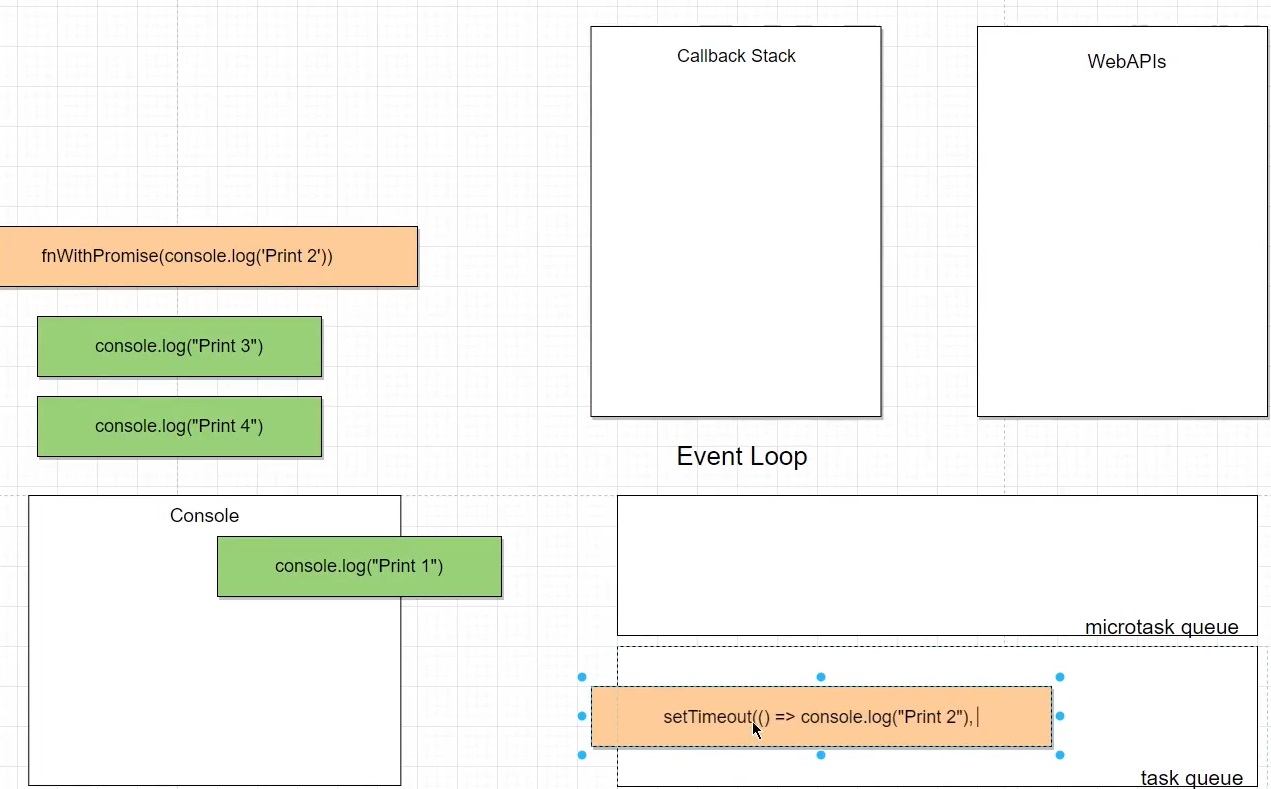 Callback Stack
WebAPIs
fnWithPromise(console.log('Print 2'))
console.log("Print 3")
console.log("Print 4")
Event Loop
Console
console.log("Print 1")
microtask queue
setTimeout(() => console.log("Print 2"),
task queue